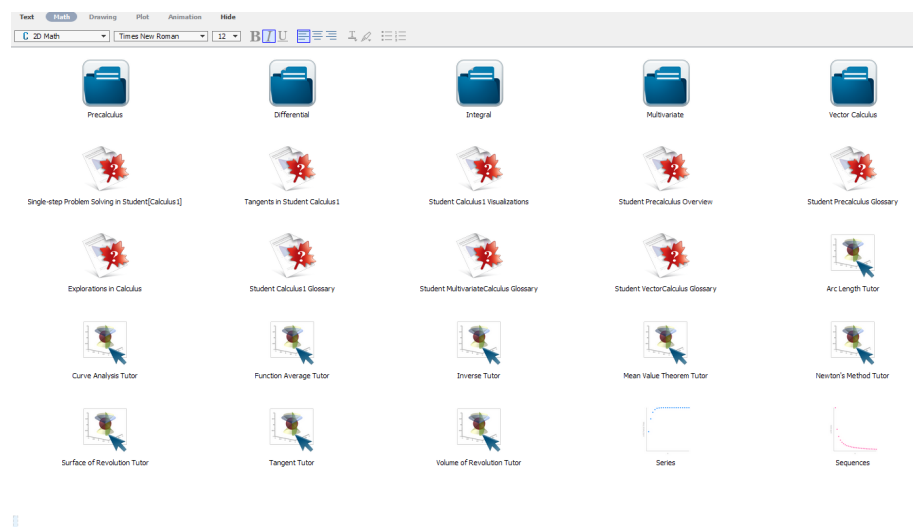 Text Math Drawing Plot Animation Hide
C 2D Math Times New Roman 12 B I U
Precalculus Differential Integral Multivariate Vector Calculus
Single-step Problem Solving in Student[Calculus1] Tangents in Student Calculus1 Student Calculus1 Visualizations Student Precalculus Overview Student Precalculus Glossary
Explorations in Calculus Student Calculus1 Glossary Student MultivariateCalculus Glossary Student VectorCalculus Glossary Arc Length Tutor
Curve Analysis Tutor Function Average Tutor Inverse Tutor Mean Value Theorem Tutor Newton's Method Tutor
Surface of Revolution Tutor Tangent Tutor Volume of Revolution Tutor Series Sequences